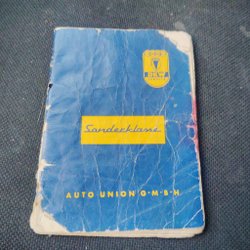 DKW
Sonderklasse
AUTO UNION G·M·B·H·